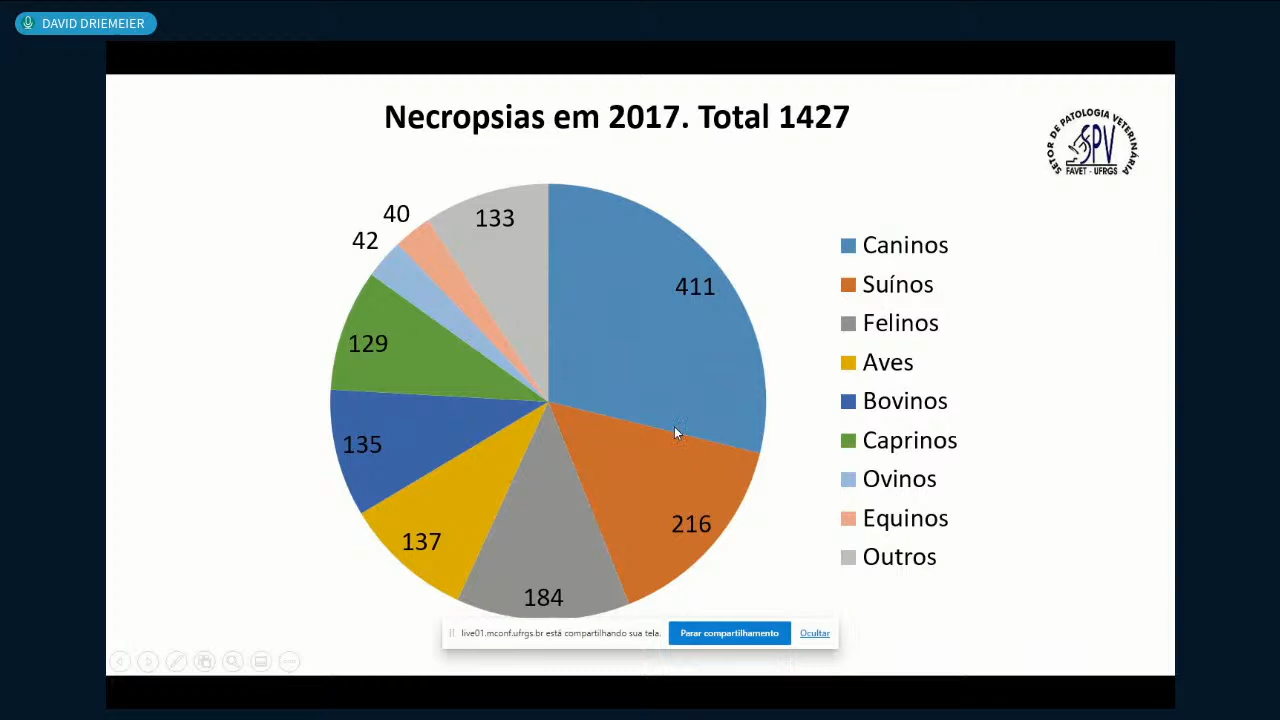 DAVID DRIEMEIER
Necropsias em 2017. Total 1427
SETOR DE PATOLOGIA VETERINÁRIA
SPV
FAVET - UFRGS
133
40
42
411
129
135
137
216
184
Caninos
Suínos
Felinos
Aves
Bovinos
Caprinos
Ovinos
Equinos
Outros
live01.mconf.ufrgs.br está compartilhando sua tela.
Parar compartilhamento
Ocultar